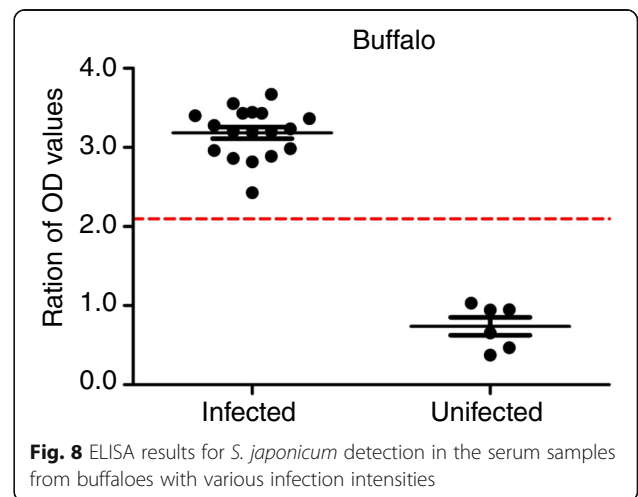 Buffalo
Ration of OD values
4.0
3.0
2.0
1.0
0.0
Infected
Unifected
Fig. 8 ELISA results for S. japonicum detection in the serum samples
from buffaloes with various infection intensities